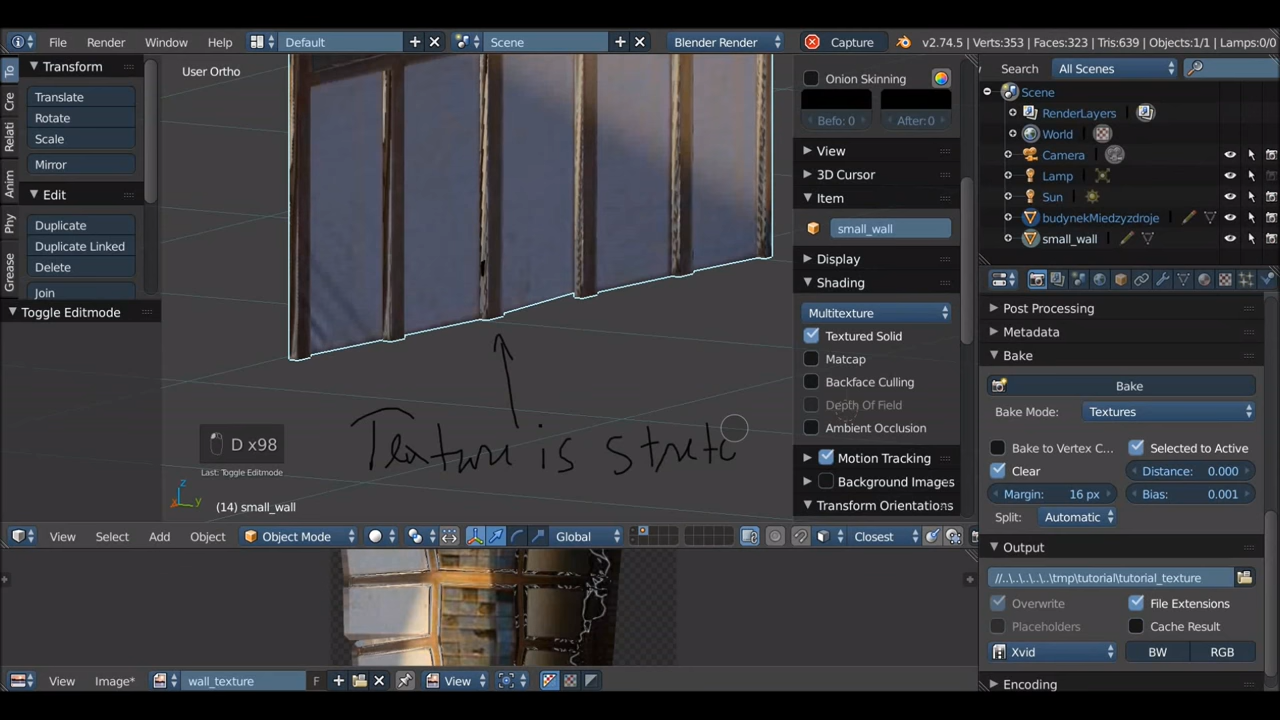 File Render Window Help Default Scene Blender Render Capture v2.74.5 | Verts:353 | Faces:323 | Tris:639 | Objects:1/1 | Lamps:0/0
To
Cre
Relati
Anim
Phy
Grease
Transform
Translate
Rotate
Scale
Mirror
Edit
Duplicate
Duplicate Linked
Delete
Join
Toggle Editmode
User Ortho
Texture is stretc
D x98
Last: Toggle Editmode
z
x y
(14) small_wall
Onion Skinning
Befo: 0 After: 0
View
3D Cursor
Item
small_wall
Display
Shading
Multitexture
Textured Solid
Matcap
Backface Culling
Depth Of Field
Ambient Occlusion
Motion Tracking
Background Images
Transform Orientations
View Search All Scenes
Scene
RenderLayers
World
Camera
Lamp
Sun
budynekMiedzyzdroje
small_wall
Post Processing
Metadata
Bake
Bake
Bake Mode: Textures
Bake to Vertex C... Selected to Active
Clear Distance: 0.000
Margin: 16 px Bias: 0.001
Split: Automatic
Output
//..\..\..\..\..\tmp\tutorial\tutorial_texture
Overwrite File Extensions
Placeholders Cache Result
Xvid BW RGB
Encoding
View Select Add Object Object Mode Global Closest
View Image* wall_texture F View